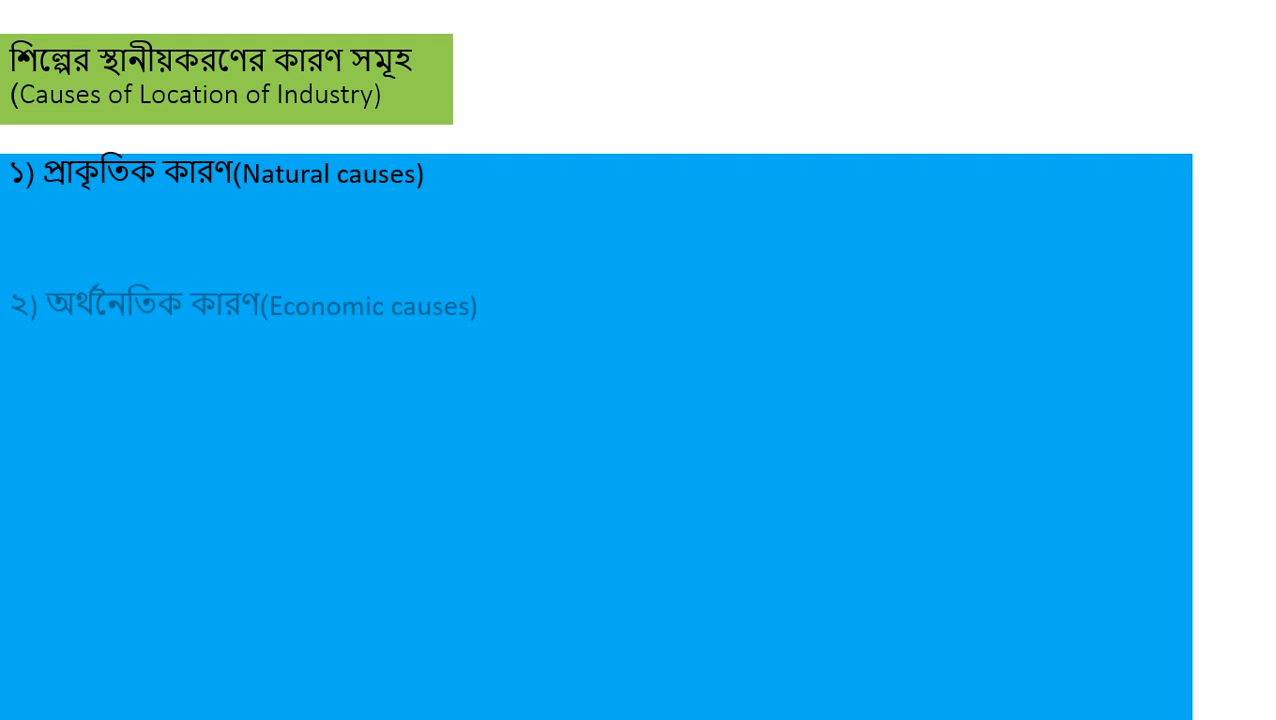 শিল্পের স্থানীয়করণের কারণ সমূহ
(Causes of Location of Industry)
১) প্রাকৃতিক কারণ(Natural causes)
২) অর্থনৈতিক কারণ(Economic causes)